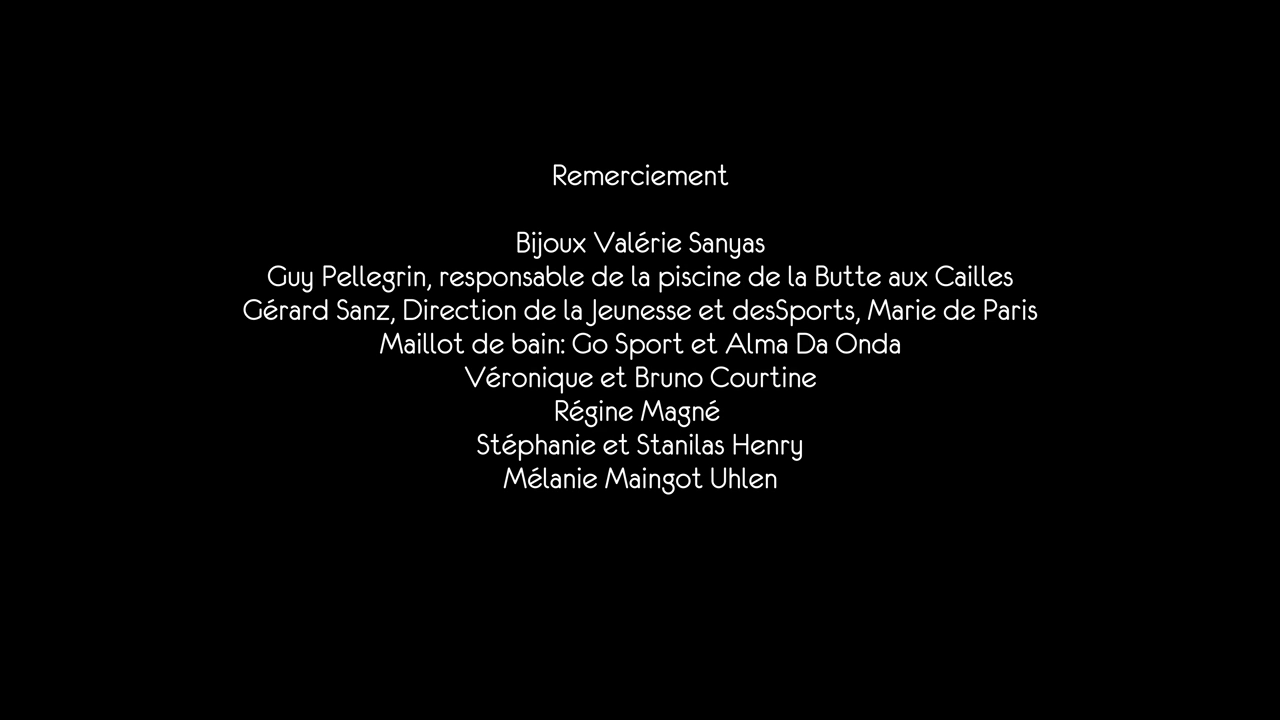 Remerciement
Bijoux Valérie Sanyas
Guy Pellegrin, responsable de la piscine de la Butte aux Cailles
Gérard Sanz, Direction de la Jeunesse et desSports, Marie de Paris
Maillot de bain: Go Sport et Alma Da Onda
Véronique et Bruno Courtine
Régine Magné
Stéphanie et Stanilas Henry
Mélanie Maingot Uhlen